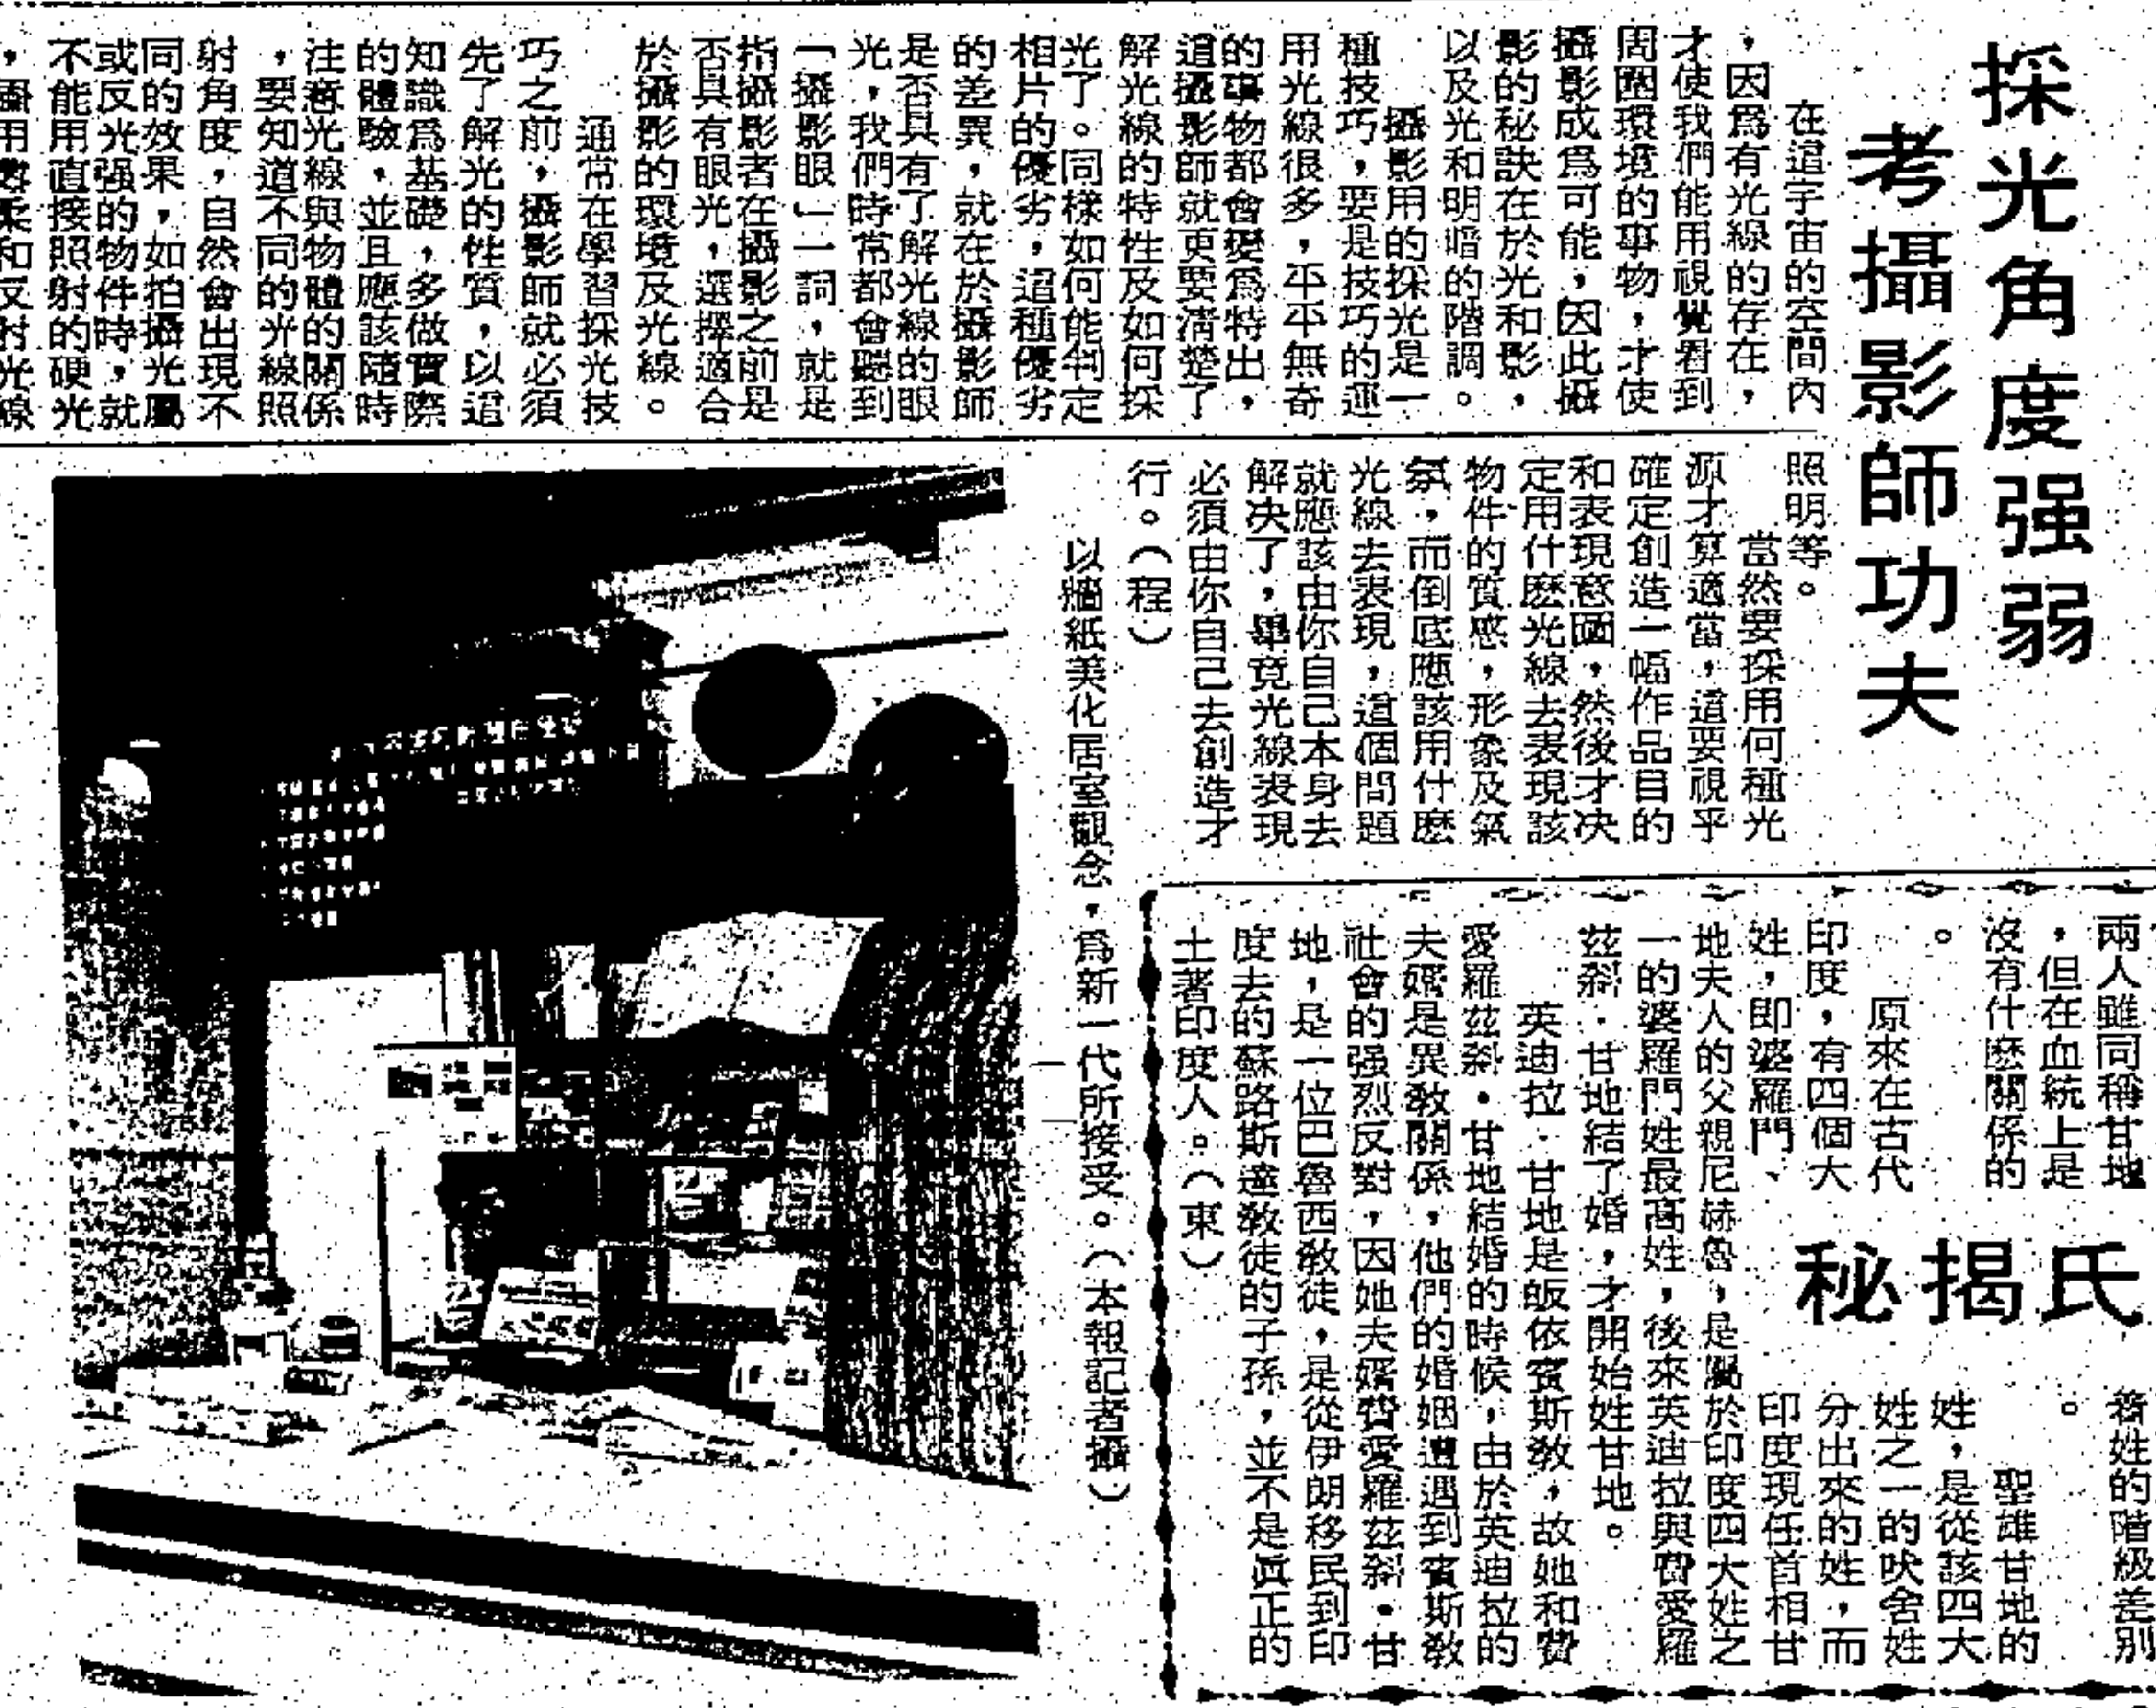 採光角度强弱
考攝影師功夫
在這宇宙的空間內
，因爲有光線的存在，
才使我們能用視覺看到
周圍環境的事物，才使
攝影成爲可能，因此攝
影的秘訣在於光和影，
以及光和明暗的階調。
攝影用的採光是一
種技巧，要是技巧的運
用光線很多，平平無奇
的事物都會變爲特出，
這攝影師就更要清楚了
解光線的特性及如何採
光了。同樣如何能判定
相片的優劣，這種優劣
的差異，就在於攝影師
是否具有了解光線的眼
光，我們時常都會聽到
「攝影眼」一詞，就是
指攝影者在攝影之前是
否具有眼光，選擇適合
於攝影的環境及光線。
通常在學習採光技
巧之前，攝影師就必須
先了解光的性質，以這
知識爲基礎，多做實際
的體驗，並且應該隨時
注意光線與物體的關係
，要知道不同的光線照
射角度，自然會出現不
同的效果，如拍攝光屬
或反光强的物件時，就
不能用直接照射的硬光
，需用柔和反射光線
照明等。
當然要採用何種光
源才算適當，這要視乎
確定創造一幅作品目的
和表現意圖，然後才决
定用什麽光線去表現該
物件的質感，形象及氣
氛，而倒底應該用什麽
光線去表現，這個問題
就應該由你自己本身去
解决了，畢竟光線表現
必須由你自己去創造才
行。（程）
以牆紙美化居室觀念，爲新一代所接受。（本報記者攝）
氏揭秘
兩人雖同稱甘地
，但在血統上是
沒有什麽關係的
。
原來在古代
印度，有四個大
姓，即婆羅門、
着姓的階級差別
。
聖雄甘地的
姓，是從該四大
姓之一的吠舍姓
分出來的姓，而
印度現任首相甘
地夫人的父親尼赫魯，是屬於印度四大姓之
一的婆羅門姓最高姓，後來英迪拉與費愛羅
兹斜．甘地結了婚，才開始姓甘地。
英迪拉．甘地是皈依賓斯敎，故她和費
愛羅兹斜．甘地結婚的時候，由於英迪拉的
夫婿是異敎關係，他們的婚姻遭遇到賓斯敎
社會的强烈反對，因她夫婿費愛羅兹斜．甘
地，是一位巴魯西敎徒，是從伊朗移民到印
度去的蘇路斯達敎徒的子孫，並不是眞正的
土著印度人。（東）